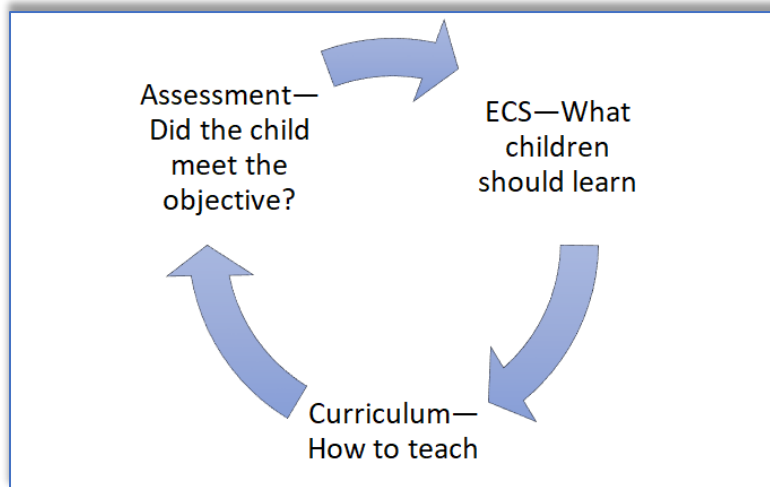 Assessment—
Did the child
meet the
objective?
ECS—What
children
should learn
Curriculum—
How to teach